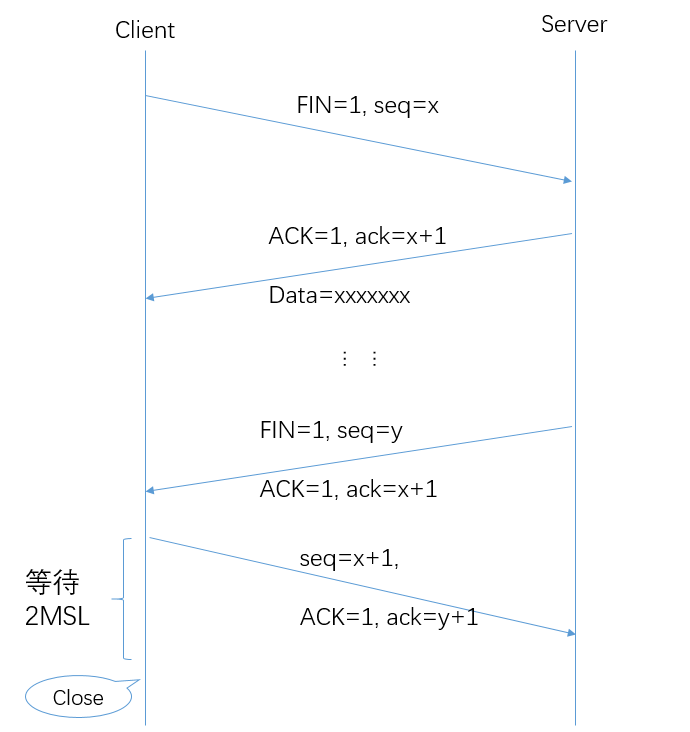 Client
Server
FIN=1, seq=x
ACK=1, ack=x+1
Data=xxxxxxx
⋮ ⋮
FIN=1, seq=y
ACK=1, ack=x+1
seq=x+1,
ACK=1, ack=y+1
等待
2MSL
Close